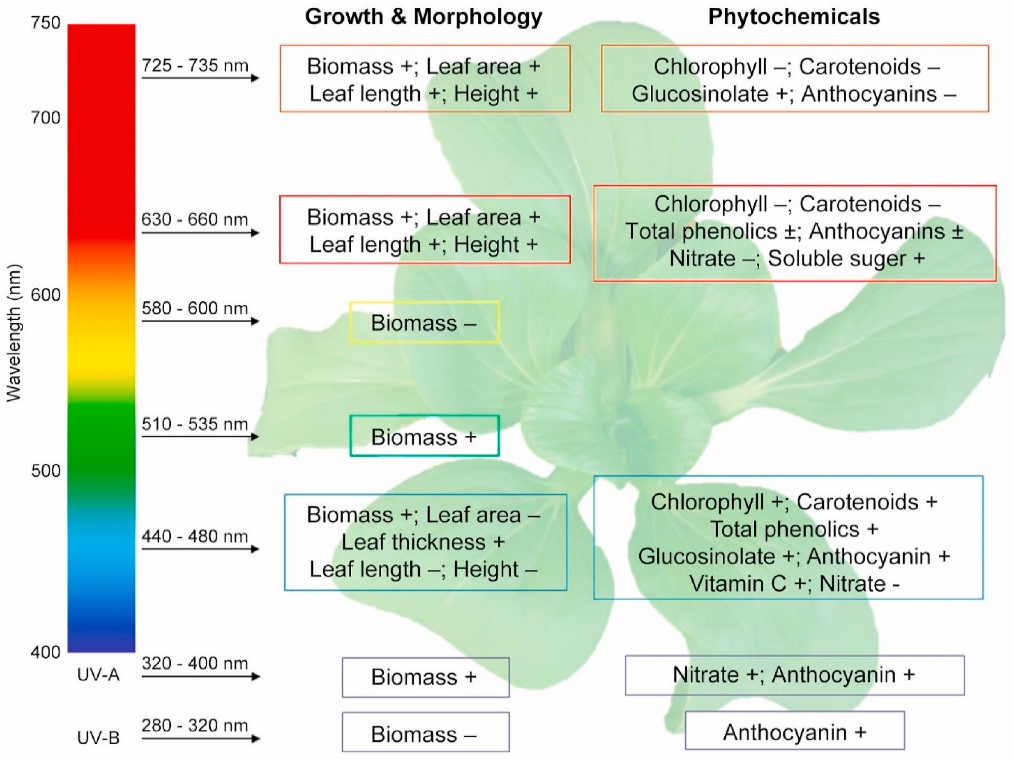 Growth & Morphology
Phytochemicals
Wavelength (nm)
750
700
600
500
400
UV-A
UV-B
725 - 735 nm
Biomass +; Leaf area +
Leaf length +; Height +
Chlorophyll –; Carotenoids –
Glucosinolate +; Anthocyanins –
630 - 660 nm
Biomass +; Leaf area +
Leaf length +; Height +
Chlorophyll –; Carotenoids –
Total phenolics ±; Anthocyanins ±
Nitrate –; Soluble suger +
580 - 600 nm
Biomass –
510 - 535 nm
Biomass +
440 - 480 nm
Biomass +; Leaf area –
Leaf thickness +
Leaf length –; Height –
Chlorophyll +; Carotenoids +
Total phenolics +
Glucosinolate +; Anthocyanin +
Vitamin C +; Nitrate -
320 - 400 nm
Biomass +
Nitrate +; Anthocyanin +
280 - 320 nm
Biomass –
Anthocyanin +